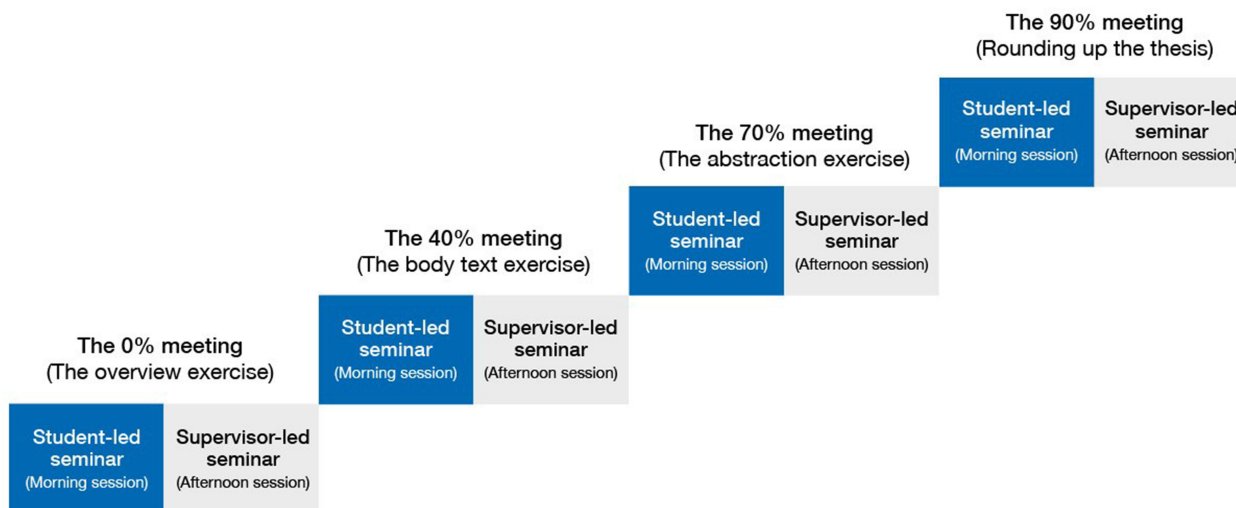 The 90% meeting
(Rounding up the thesis)
Student-led
seminar
(Morning session)
Supervisor-led
seminar
(Afternoon session)
The 70% meeting
(The abstraction exercise)
Student-led
seminar
(Morning session)
Supervisor-led
seminar
(Afternoon session)
The 40% meeting
(The body text exercise)
Student-led
seminar
(Morning session)
Supervisor-led
seminar
(Afternoon session)
The 0% meeting
(The overview exercise)
Student-led
seminar
(Morning session)
Supervisor-led
seminar
(Afternoon session)